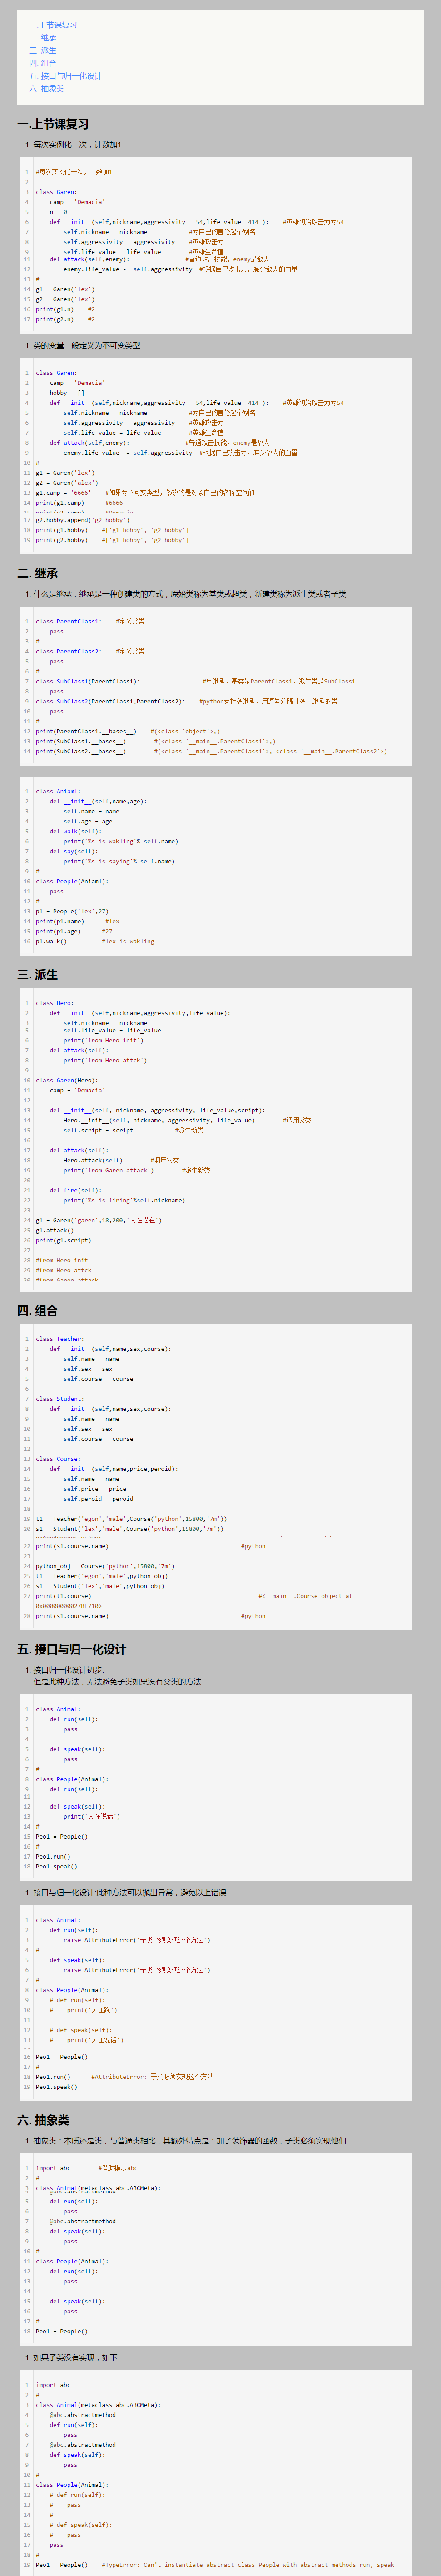 一.上节课复习
二. 继承
三. 派生
四. 组合
五. 接口与归一化设计
六. 抽象类
一.上节课复习
1. 每次实例化一次，计数加1
1 #每次实例化一次，计数加1
2
3 class Garen:
4 camp = 'Demacia'
5 n = 0
6 def __init__(self,nickname,aggressivity = 54,life_value =414 ): #英雄初始攻击力为54
7 self.nickname = nickname #为自己的盖伦起个别名
8 self.aggressivity = aggressivity #英雄攻击力
9 self.life_value = life_value #英雄生命值
11 def attack(self,enemy): #普通攻击技能，enemy是敌人
12 enemy.life_value -= self.aggressivity #根据自己攻击力，减少敌人的血量
13 #
14 g1 = Garen('lex')
15 g2 = Garen('lex')
16 print(g1.n) #2
17 print(g2.n) #2
1. 类的变量一般定义为不可变类型
1 class Garen:
2 camp = 'Demacia'
3 hobby = []
4 def __init__(self,nickname,aggressivity = 54,life_value =414 ): #英雄初始攻击力为54
5 self.nickname = nickname #为自己的盖伦起个别名
6 self.aggressivity = aggressivity #英雄攻击力
7 self.life_value = life_value #英雄生命值
8 def attack(self,enemy): #普通攻击技能，enemy是敌人
9 enemy.life_value -= self.aggressivity #根据自己攻击力，减少敌人的血量
10 #
11 g1 = Garen('lex')
12 g2 = Garen('alex')
13 g1.camp = '6666' #如果为不可变类型，修改的是对象自己的名称空间的
14 print(g1.camp) #6666
17 g2.hobby.append('g2 hobby')
18 print(g1.hobby) #['g1 hobby', 'g2 hobby']
19 print(g2.hobby) #['g1 hobby', 'g2 hobby']
二. 继承
1. 什么是继承：继承是一种创建类的方式，原始类称为基类或超类，新建类称为派生类或者子类
1 class ParentClass1: #定义父类
2 pass
3 #
4 class ParentClass2: #定义父类
5 pass
6 #
7 class SubClass1(ParentClass1): #单继承，基类是ParentClass1，派生类是SubClass1
8 pass
9 class SubClass2(ParentClass1,ParentClass2): #python支持多继承，用逗号分隔开多个继承的类
10 pass
11 #
12 print(ParentClass1.__bases__) #(<class 'object'>,)
13 print(SubClass1.__bases__) #(<class '__main__.ParentClass1'>,)
14 print(SubClass2.__bases__) #(<class '__main__.ParentClass1'>, <class '__main__.ParentClass2'>)
1 class Aniaml:
2 def __init__(self,name,age):
3 self.name = name
4 self.age = age
5 def walk(self):
6 print('%s is wakling'% self.name)
7 def say(self):
8 print('%s is saying'% self.name)
9 #
10 class People(Aniaml):
11 pass
12 #
13 p1 = People('lex',27)
14 print(p1.name) #lex
15 print(p1.age) #27
16 p1.walk() #lex is wakling
三. 派生
1 class Hero:
2 def __init__(self,nickname,aggressivity,life_value):
3 self.nickname = nickname
5 self.life_value = life_value
6 print('from Hero init')
7 def attack(self):
8 print('from Hero attck')
9
10 class Garen(Hero):
11 camp = 'Demacia'
12
13 def __init__(self, nickname, aggressivity, life_value,script):
14 Hero.__init__(self, nickname, aggressivity, life_value) #调用父类
15 self.script = script #派生新类
16
17 def attack(self):
18 Hero.attack(self) #调用父类
19 print('from Garen attack') #派生新类
20
21 def fire(self):
22 print('%s is firing'%self.nickname)
23
24 g1 = Garen('garen',18,200,'人在塔在')
25 g1.attack()
26 print(g1.script)
27
28 #from Hero init
29 #from Hero attck
30 #from Garen attack
四. 组合
1 class Teacher:
2 def __init__(self,name,sex,course):
3 self.name = name
4 self.sex = sex
5 self.course = course
6
7 class Student:
8 def __init__(self,name,sex,course):
9 self.name = name
10 self.sex = sex
11 self.course = course
12
13 class Course:
14 def __init__(self,name,price,peroid):
15 self.name = name
16 self.price = price
17 self.peroid = peroid
18
19 t1 = Teacher('egon','male',Course('python',15800,'7m'))
20 s1 = Student('lex','male',Course('python',15800,'7m'))
22 print(s1.course.name) #python
23
24 python_obj = Course('python',15800,'7m')
25 t1 = Teacher('egon','male',python_obj)
26 s1 = Student('lex','male',python_obj)
27 print(t1.course) #<__main__.Course object at
0x00000000027BE710>
28 print(s1.course.name) #python
五. 接口与归一化设计
1. 接口归一化设计初步:
但是此种方法，无法避免子类如果没有父类的方法
1 class Animal:
2 def run(self):
3 pass
4
5 def speak(self):
6 pass
7 #
8 class People(Animal):
9 def run(self):
11
12 def speak(self):
13 print('人在说话')
14 #
15 Peo1 = People()
16 #
17 Peo1.run()
18 Peo1.speak()
1. 接口与归一化设计:此种方法可以抛出异常，避免以上错误
1 class Animal:
2 def run(self):
3 raise AttributeError('子类必须实现这个方法')
4 #
5 def speak(self):
6 raise AttributeError('子类必须实现这个方法')
7 #
8 class People(Animal):
9 # def run(self):
10 # print('人在跑')
11
12 # def speak(self):
13 # print('人在说话')
16 Peo1 = People()
17 #
18 Peo1.run() #AttributeError: 子类必须实现这个方法
19 Peo1.speak()
六. 抽象类
1. 抽象类：本质还是类，与普通类相比，其额外特点是：加了装饰器的函数，子类必须实现他们
1 import abc #借助模块abc
2 #
3 class Animal(metaclass=abc.ABCMeta):
4 @abc.abstractmethod
5 def run(self):
6 pass
7 @abc.abstractmethod
8 def speak(self):
9 pass
10 #
11 class People(Animal):
12 def run(self):
13 pass
14
15 def speak(self):
16 pass
17 #
18 Peo1 = People()
1. 如果子类没有实现，如下
1 import abc
2 #
3 class Animal(metaclass=abc.ABCMeta):
4 @abc.abstractmethod
5 def run(self):
6 pass
7 @abc.abstractmethod
8 def speak(self):
9 pass
10 #
11 class People(Animal):
12 # def run(self):
13 # pass
14 #
15 # def speak(self):
16 # pass
17 pass
18 #
19 Peo1 = People() #TypeError: Can't instantiate abstract class People with abstract methods run, speak